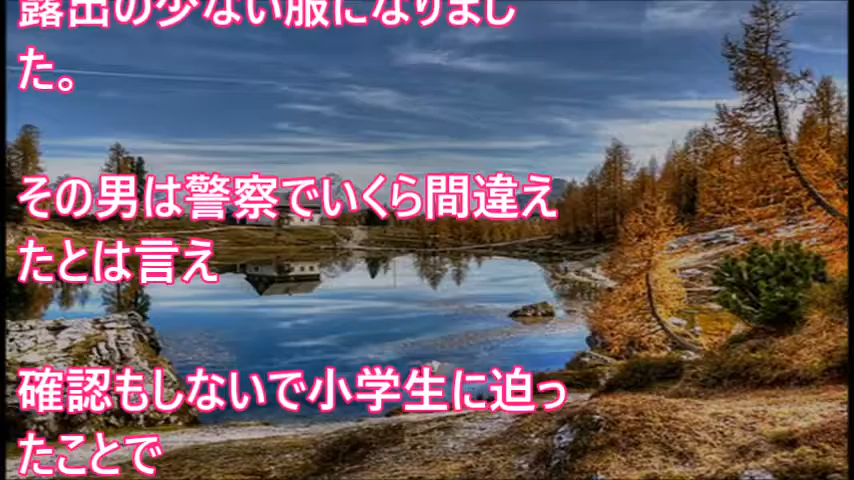 露出の少ない服になりまし
た。
その男は警察でいくら間違え
たとは言え
確認もしないで小学生に迫っ
たことで